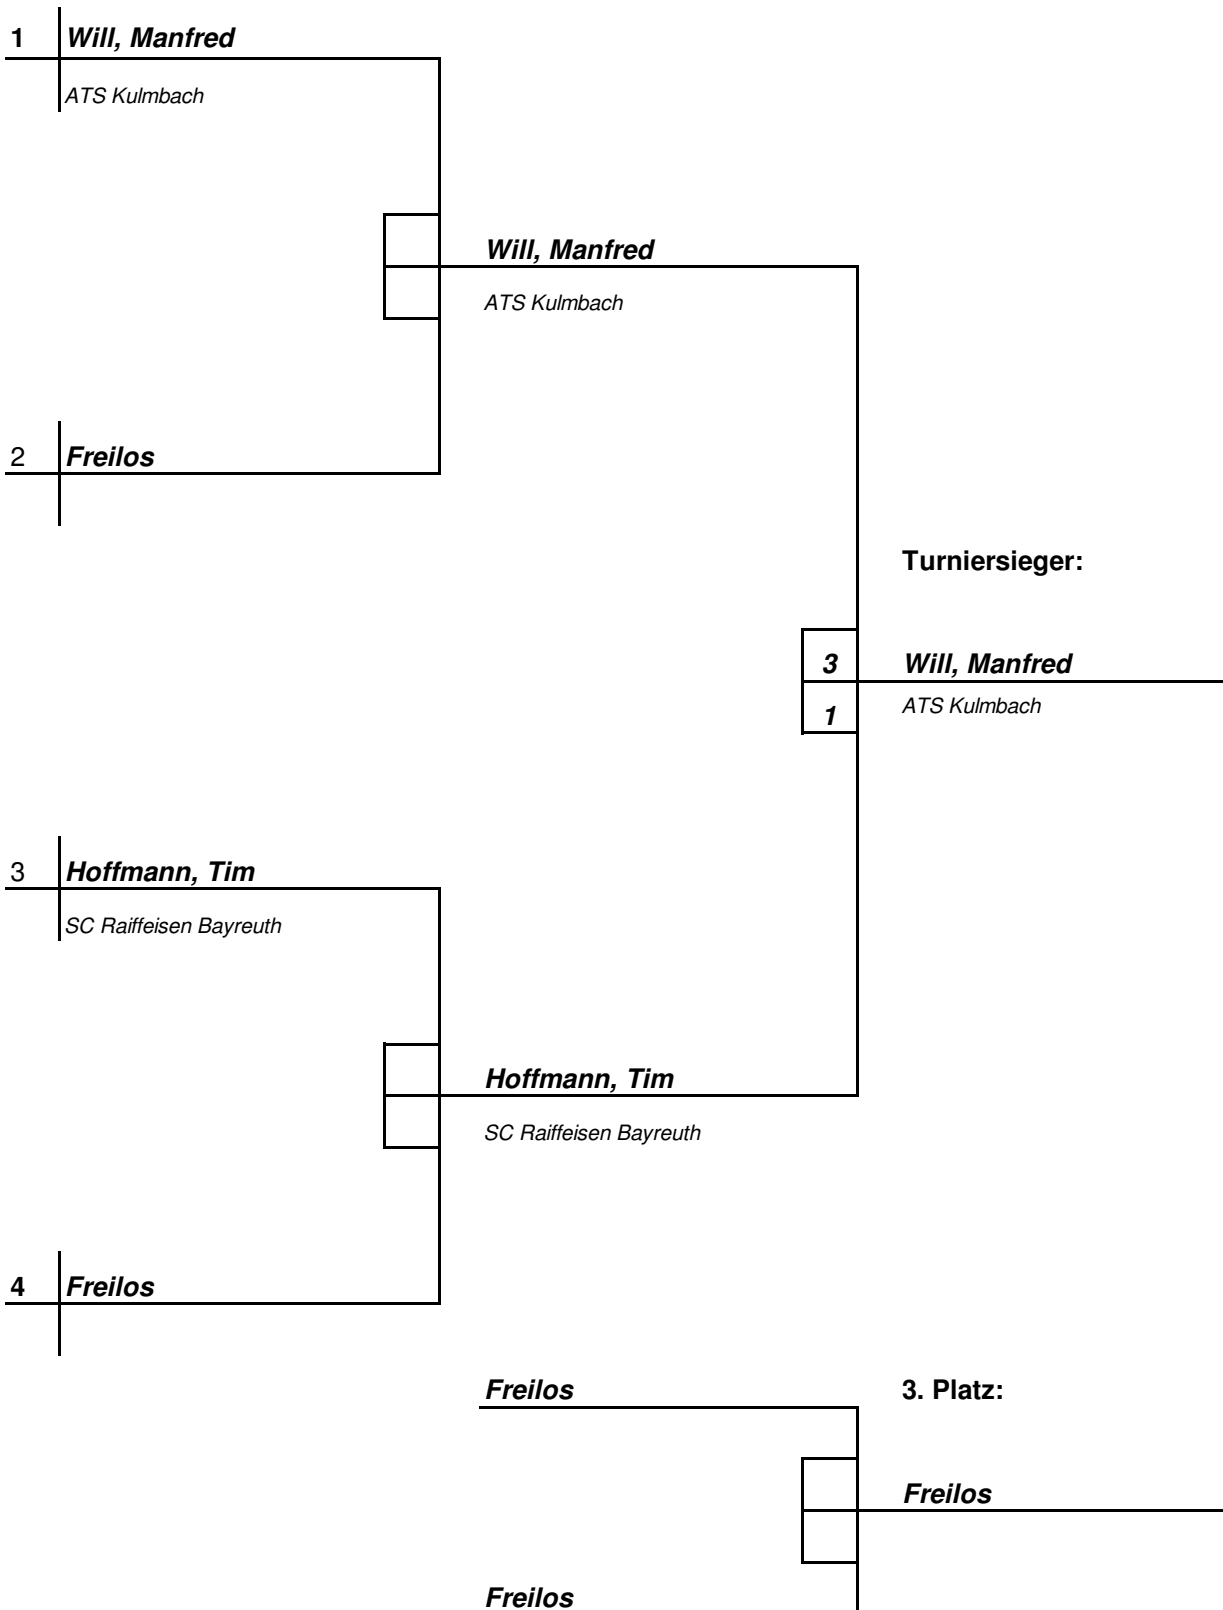 1 Will, Manfred
ATS Kulmbach
Will, Manfred
ATS Kulmbach
2 Freilos
Turniersieger:
3 Will, Manfred
1 ATS Kulmbach
3 Hoffmann, Tim
SC Raiffeisen Bayreuth
Hoffmann, Tim
SC Raiffeisen Bayreuth
4 Freilos
Freilos 3. Platz:
Freilos
Freilos